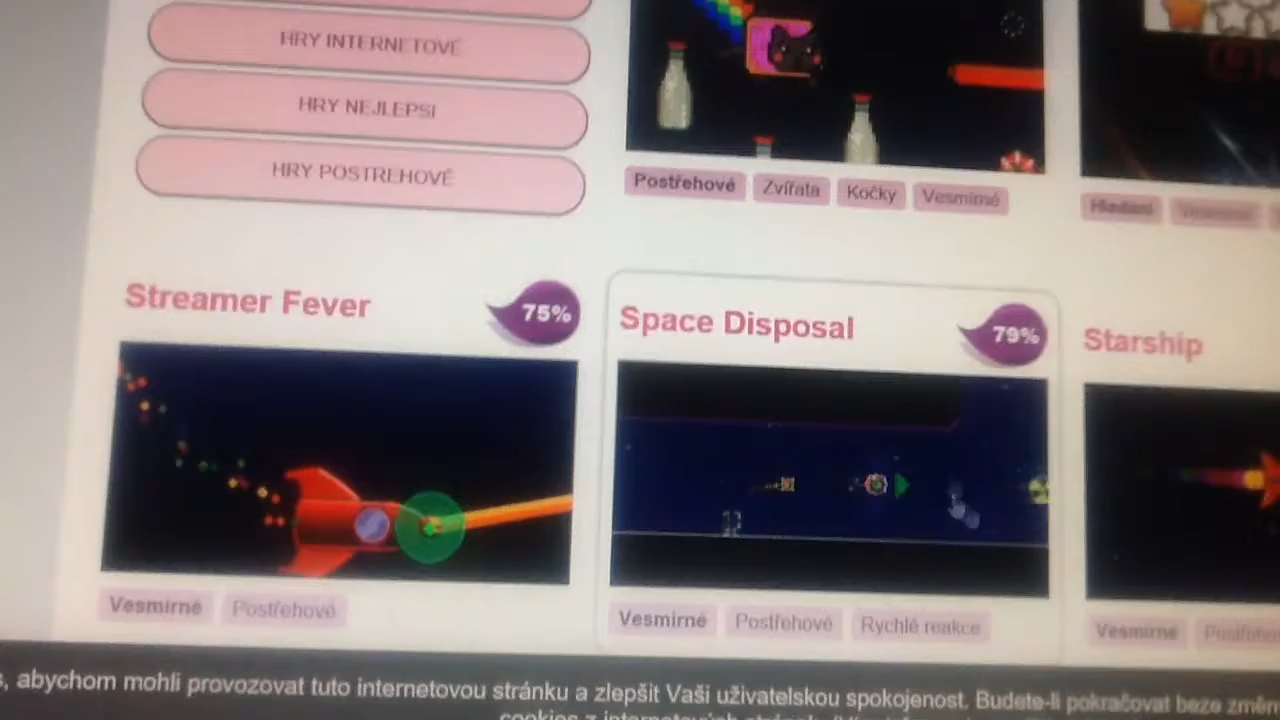 HRY INTERNETOVÉ
HRY NEJLEPŠÍ
HRY POSTŘEHOVÉ
Postřehové Zvířata Kočky Vesmírné
Hledání
Streamer Fever 75%
Space Disposal 79%
Starship
Vesmírné Postřehové
Vesmírné Postřehové Rychlé reakce
Vesmírné
, abychom mohli provozovat tuto internetovou stránku a zlepšit Vaši uživatelskou spokojenost. Budete-li pokračovat beze změn
cookies z